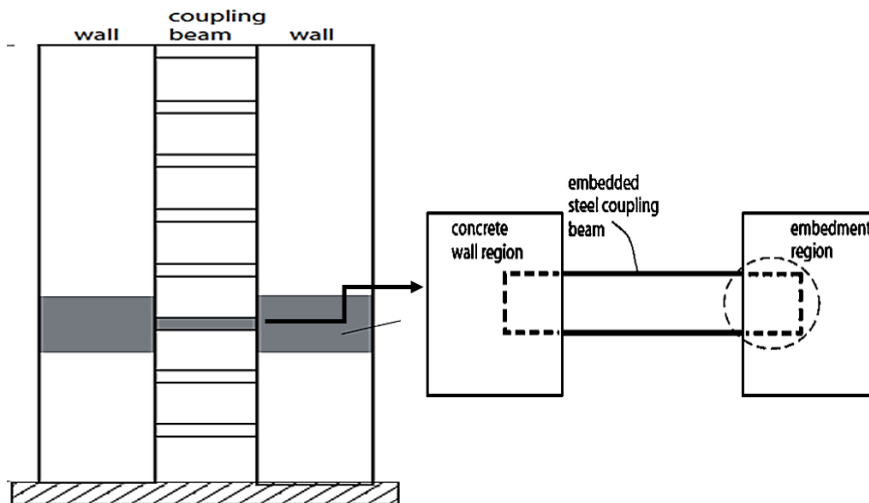 coupling
wall beam wall
embedded
steel coupling
beam
concrete
wall region
embedment
region